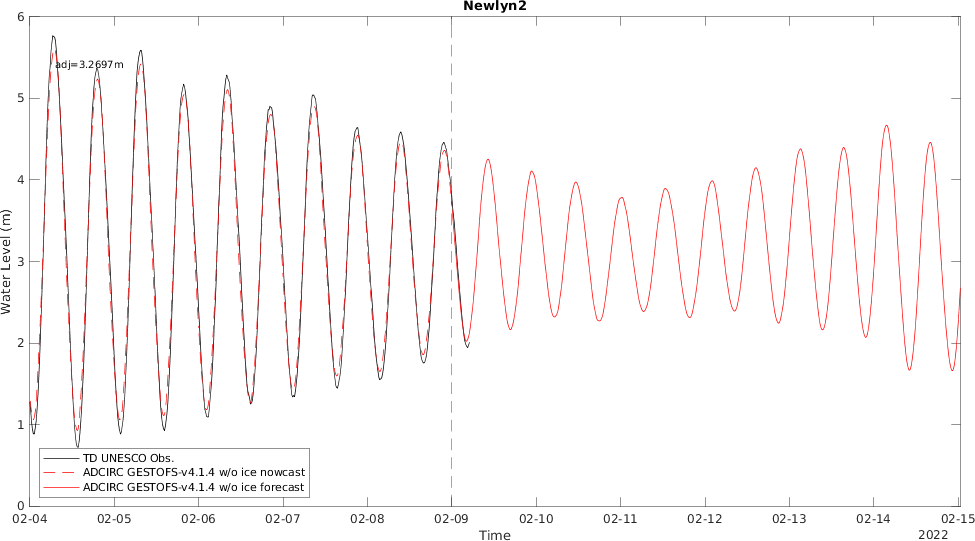 Newlyn2
6
adj=3.2697m
5
4
3
2
1
0
Water Level (m)
TD UNESCO Obs.
ADCIRC GESTOFS-v4.1.4 w/o ice nowcast
ADCIRC GESTOFS-v4.1.4 w/o ice forecast
02-04 02-05 02-06 02-07 02-08 02-09 02-10 02-11 02-12 02-13 02-14 02-15
Time
2022